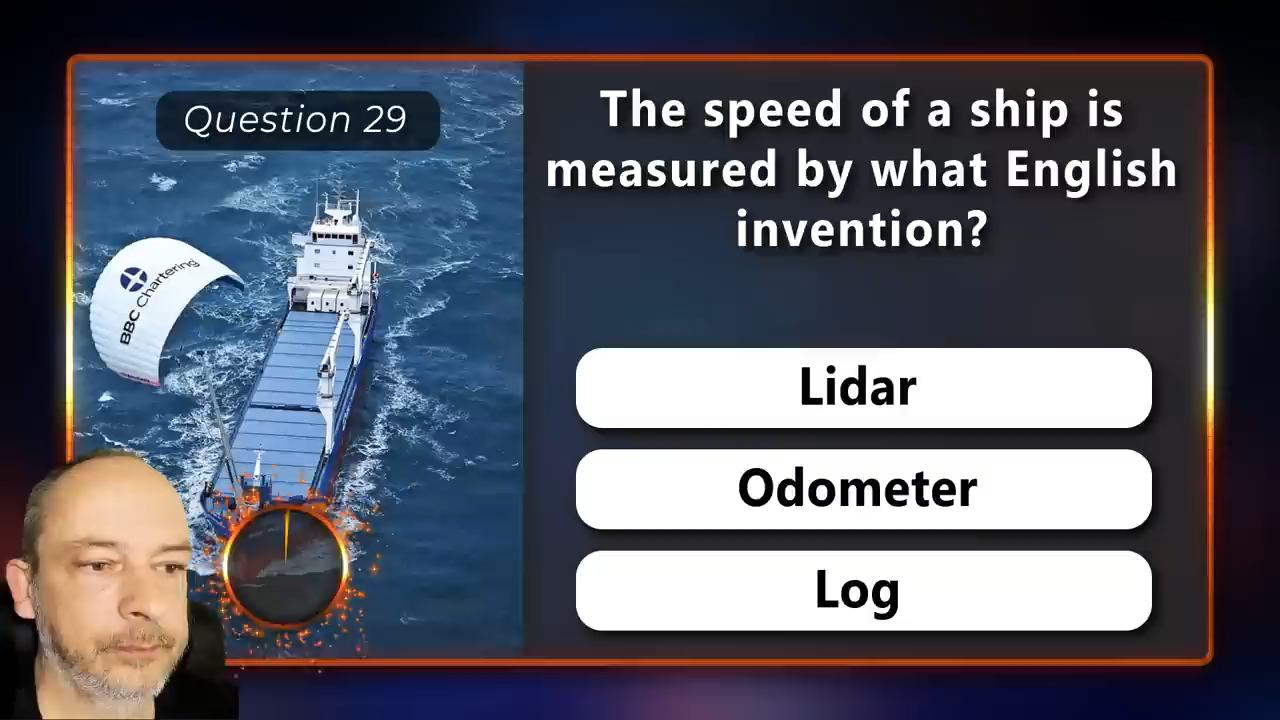 Question 29
The speed of a ship is
measured by what English
invention?
BBC Chartering
Lidar
Odometer
Log